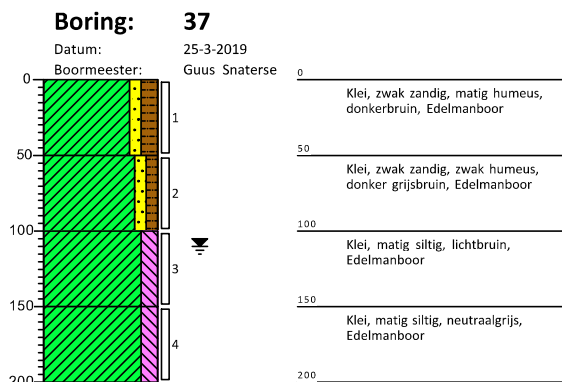 Boring: 37
Datum: 25-3-2019
Boormeester: Guus Snaterse
0
0
Klei, zwak zandig, matig humeus,
donkerbruin, Edelmanboor
1
50
50
Klei, zwak zandig, zwak humeus,
donker grijsbruin, Edelmanboor
2
100
100
Klei, matig siltig, lichtbruin,
Edelmanboor
3
150
150
Klei, matig siltig, neutraalgrijs,
Edelmanboor
4
200
200